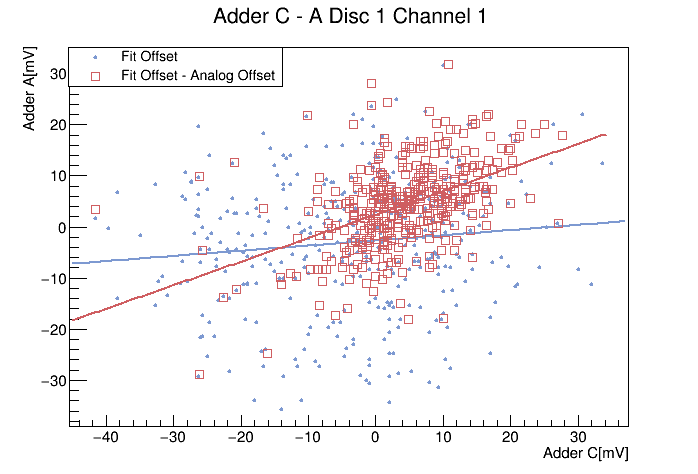 Adder C - A Disc 1 Channel 1
Adder A[mV]
Fit Offset
Fit Offset - Analog Offset
30
20
10
0
−10
−20
−30
−40 −30 −20 −10 0 10 20 30
Adder C[mV]